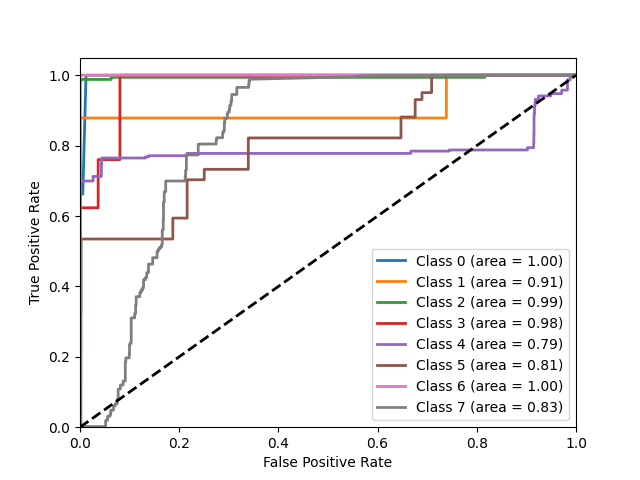 1.0
0.8
0.6
0.4
0.2
0.0
True Positive Rate
Class 0 (area = 1.00)
Class 1 (area = 0.91)
Class 2 (area = 0.99)
Class 3 (area = 0.98)
Class 4 (area = 0.79)
Class 5 (area = 0.81)
Class 6 (area = 1.00)
Class 7 (area = 0.83)
0.0 0.2 0.4 0.6 0.8 1.0
False Positive Rate